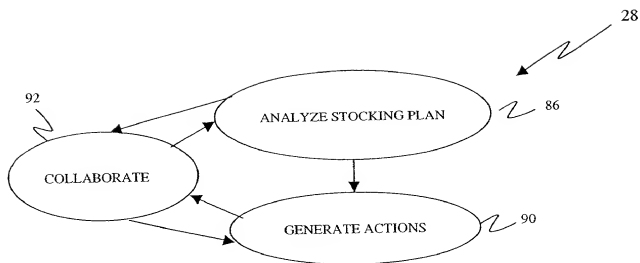 28
92
ANALYZE STOCKING PLAN
86
COLLABORATE
GENERATE ACTIONS
90